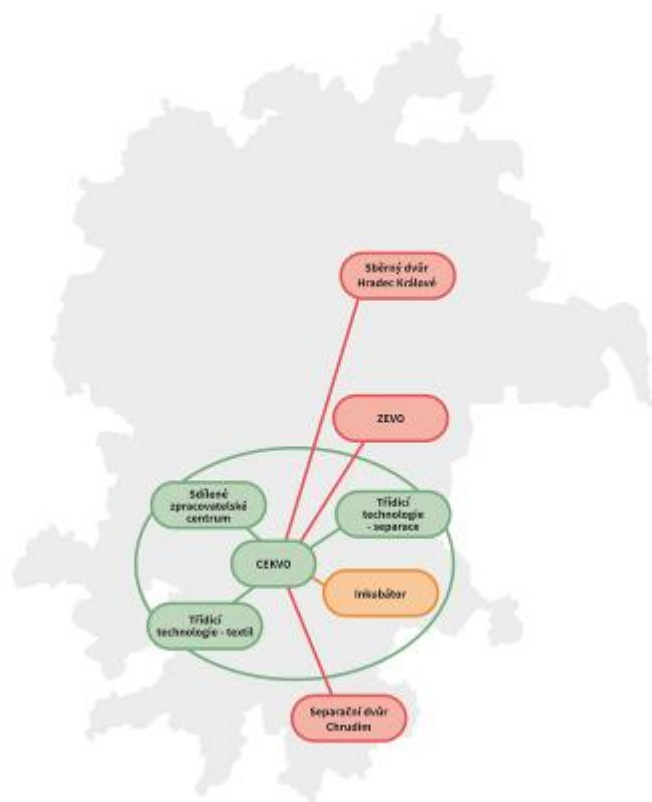 Sběrný dvůr
Hradec Králové
ZEVO
Sdílené
zpracovatelské
centrum
Třídicí
technologie
- separace
CEKVO
Inkubátor
Třídicí
technologie - textil
Separační dvůr
Chrudim